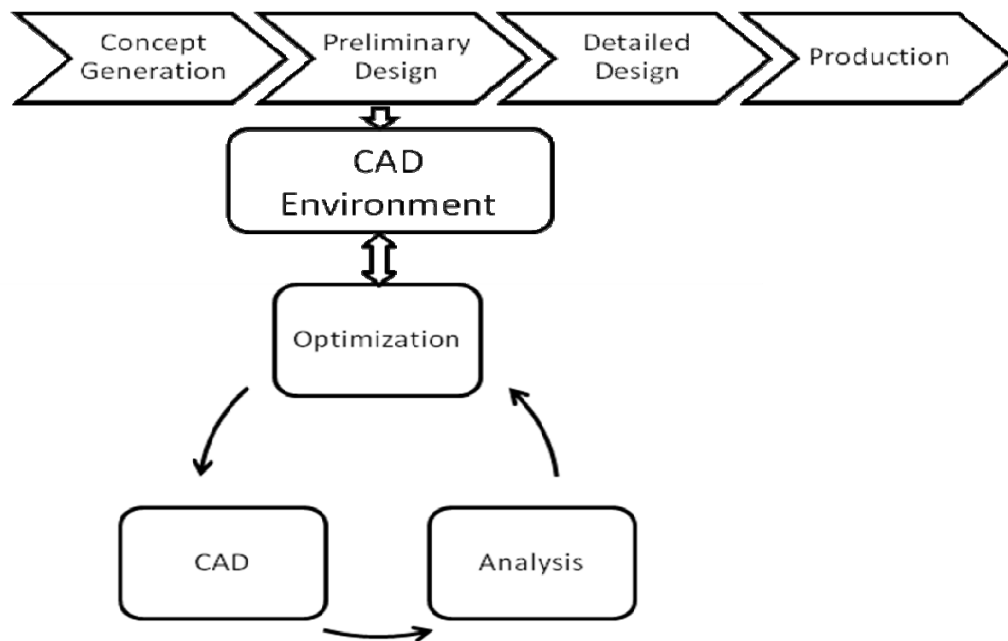 Concept
Generation
Preliminary
Design
Detailed
Design
Production
CAD
Environment
Optimization
CAD
Analysis